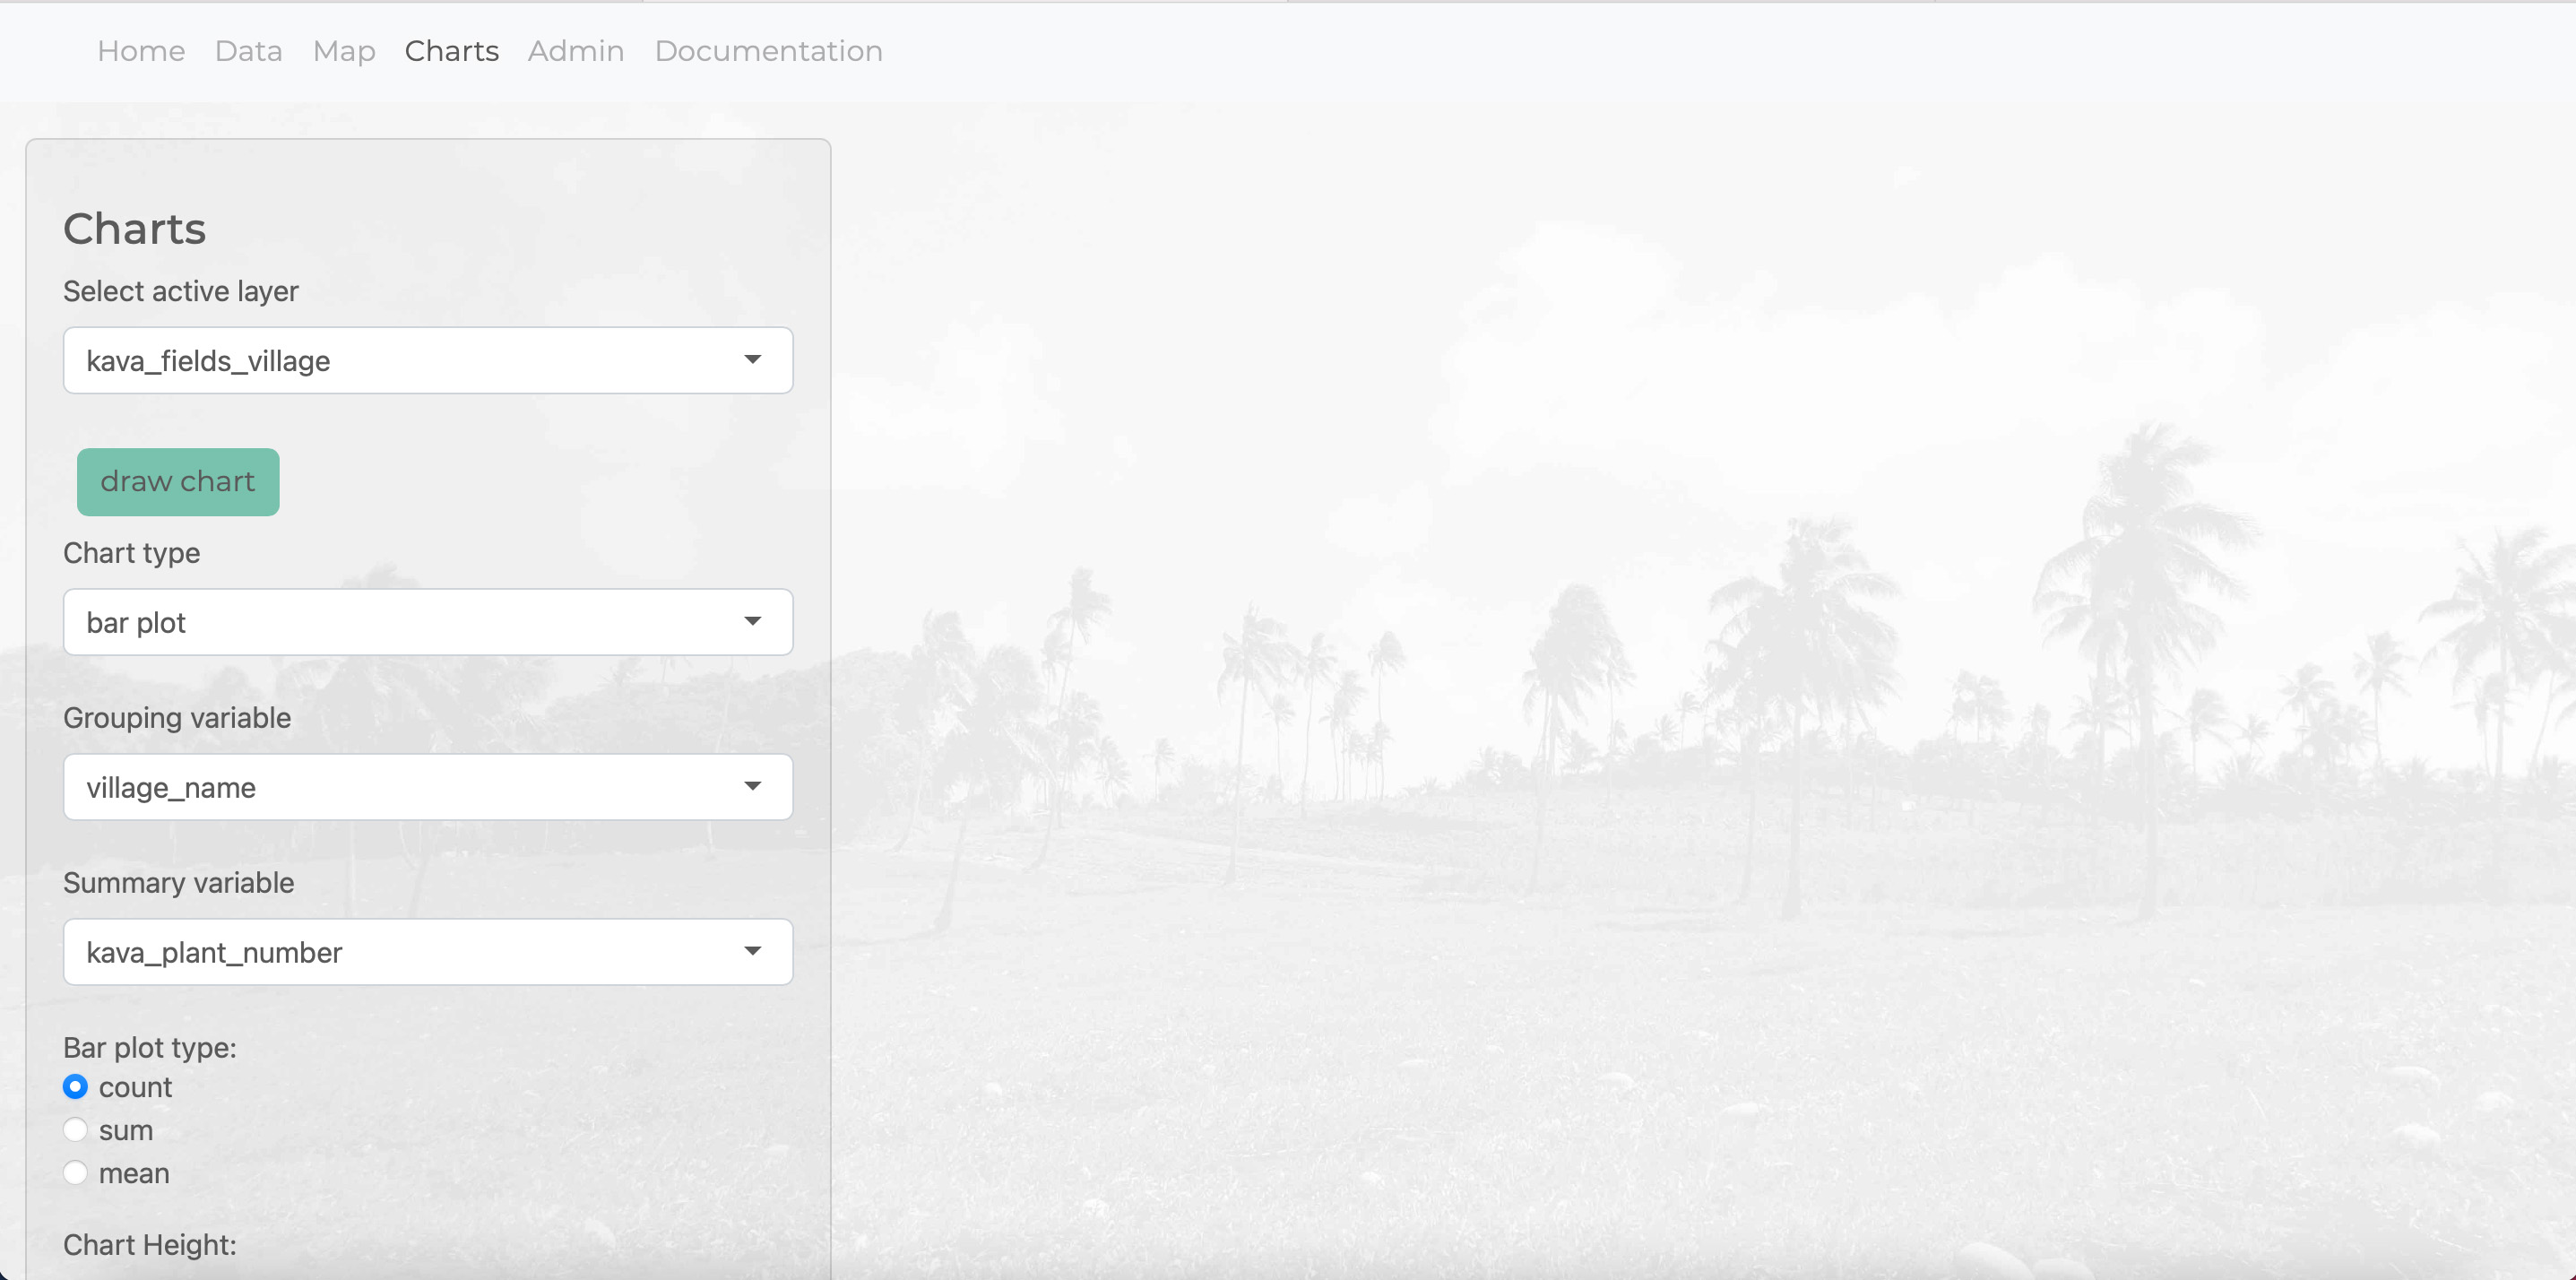 Home Data Map Charts Admin Documentation
Charts
Select active layer
kava_fields_village
draw chart
Chart type
bar plot
Grouping variable
village_name
Summary variable
kava_plant_number
Bar plot type:
count
sum
mean
Chart Height: